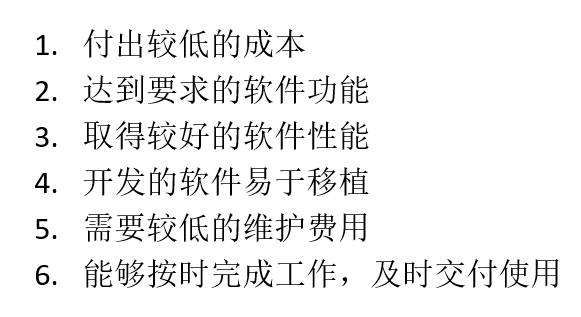 1. 付出较低的成本
2. 达到要求的软件功能
3. 取得较好的软件性能
4. 开发的软件易于移植
5. 需要较低的维护费用
6. 能够按时完成工作，及时交付使用